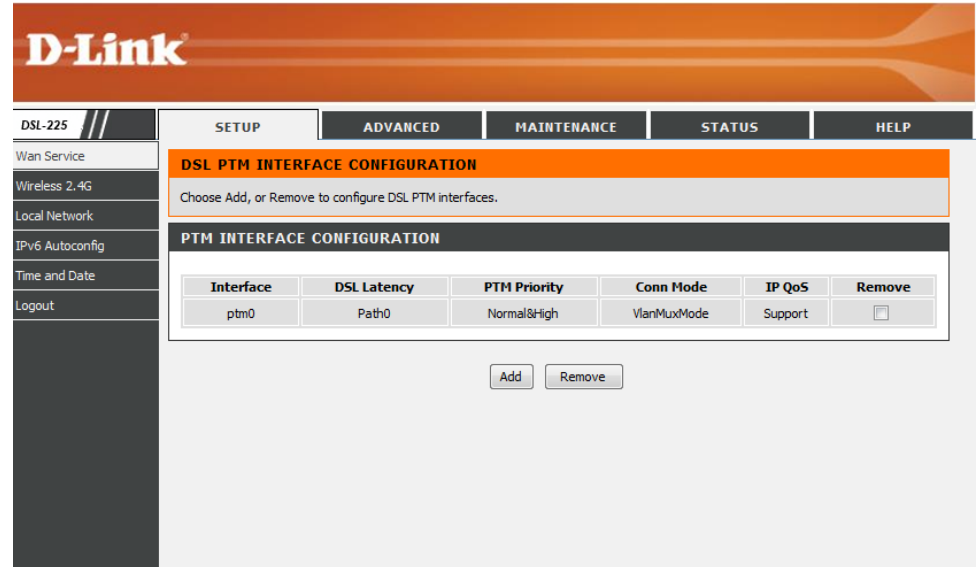 D-Link
DSL-225 SETUP ADVANCED MAINTENANCE STATUS HELP
Wan Service
Wireless 2.4G
Local Network
IPv6 Autoconfig
Time and Date
Logout
DSL PTM INTERFACE CONFIGURATION
Choose Add, or Remove to configure DSL PTM interfaces.
PTM INTERFACE CONFIGURATION
Interface DSL Latency PTM Priority Conn Mode IP QoS Remove
ptm0 Path0 Normal&High VlanMuxMode Support
Add Remove